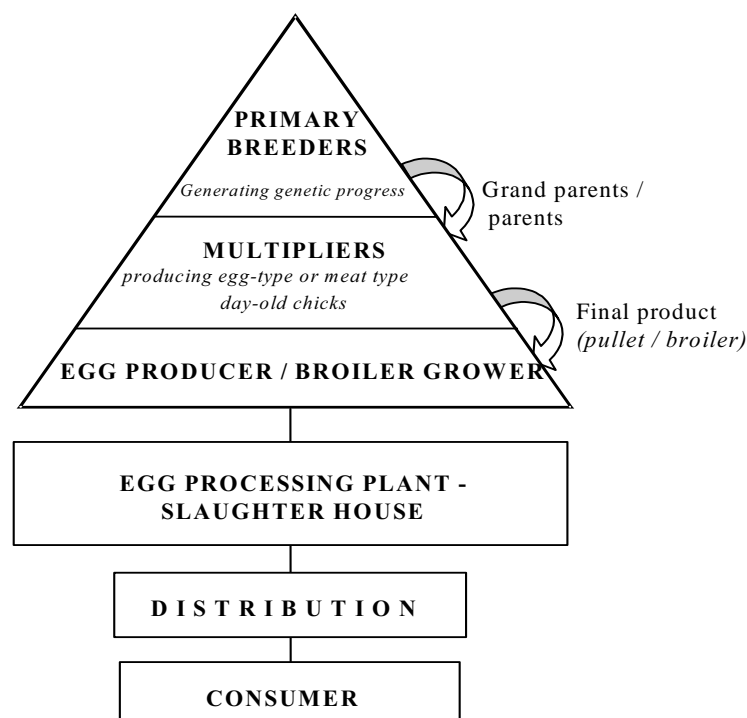 PRIMARY
BREEDERS
Generating genetic progress
Grand parents /
parents
MULTIPLIERS
producing egg-type or meat type
day-old chicks
Final product
(pullet / broiler)
EGG PRODUCER / BROILER GROWER
EGG PROCESSING PLANT -
SLAUGHTER HOUSE
DISTRIBUTION
CONSUMER